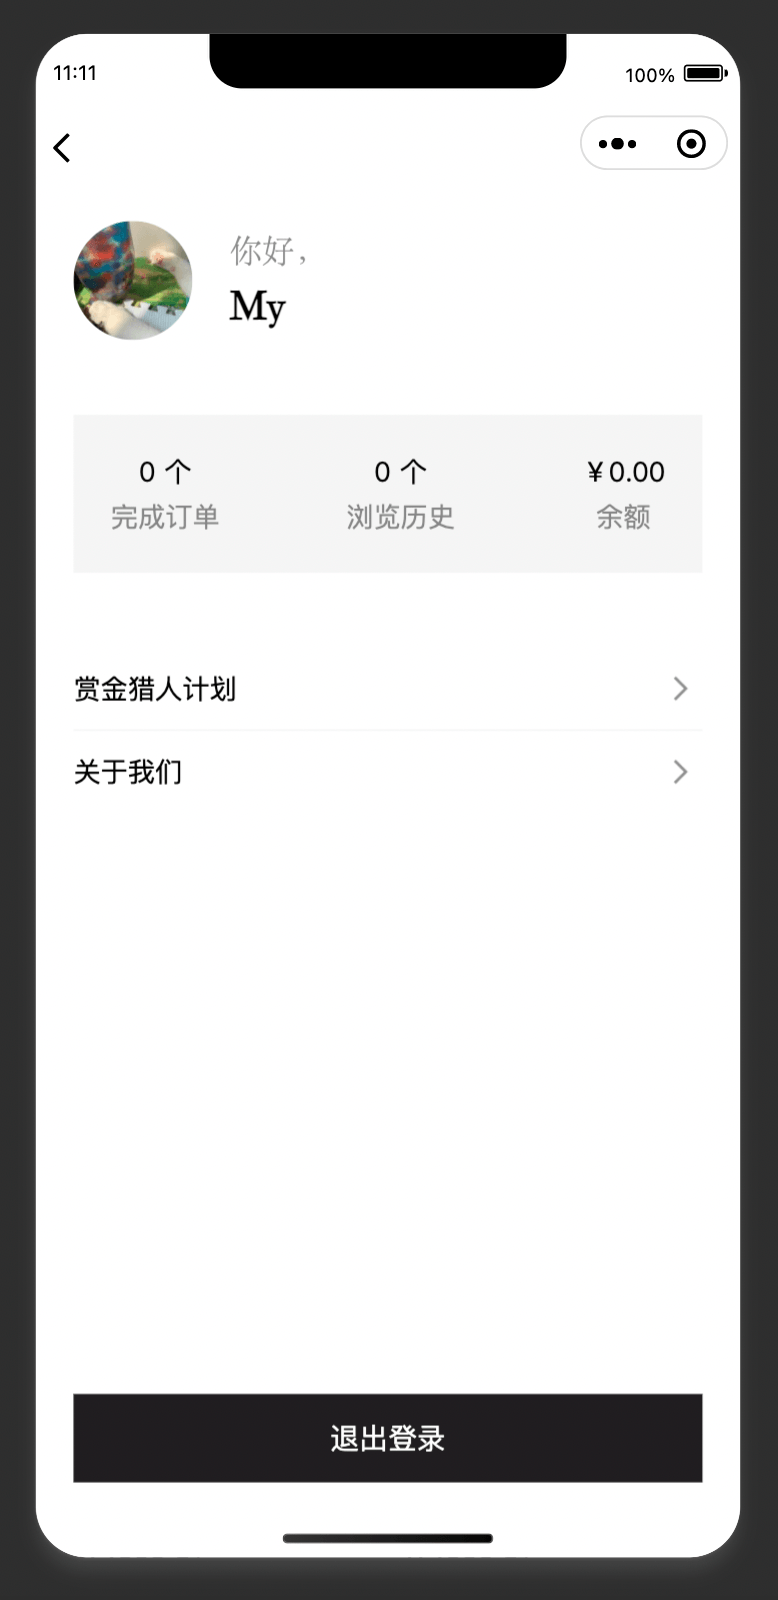 11:11
100%
你好，
My
0 个
0 个
¥ 0.00
完成订单
浏览历史
余额
赏金猎人计划
关于我们
退出登录